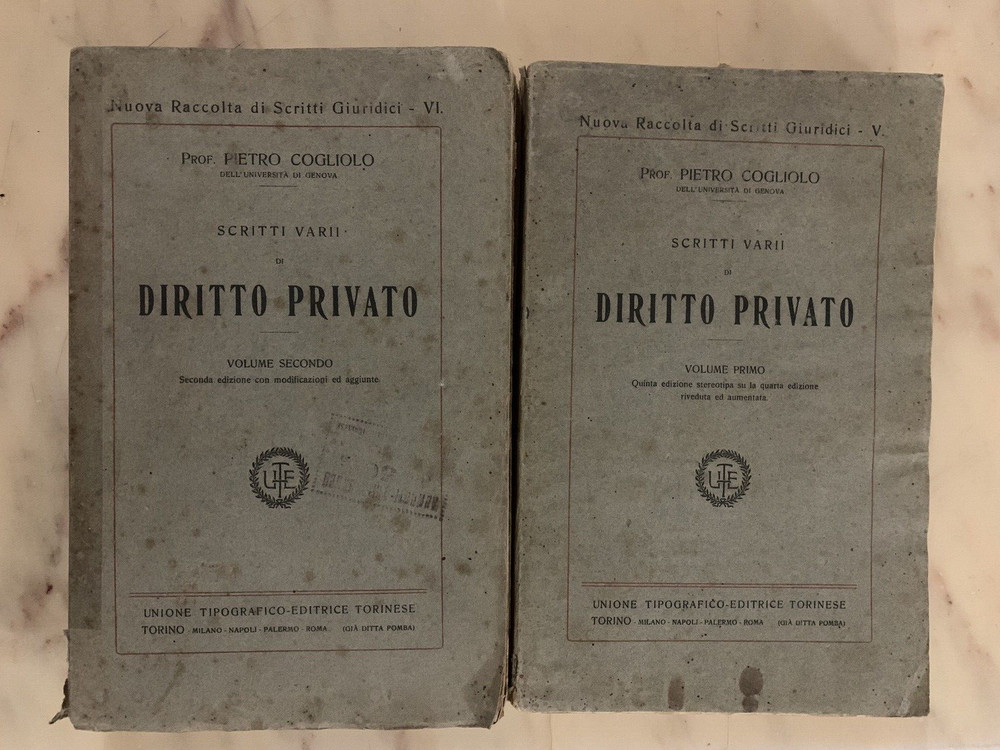 Nuova Raccolta di Scritti Giuridici - VI.
PROF. PIETRO COGLIOLO
DELL'UNIVERSITÀ DI GENOVA
SCRITTI VARII
DI
DIRITTO PRIVATO
VOLUME SECONDO
Seconda edizione con modificazioni ed aggiunte.
UTE
UNIONE TIPOGRAFICO-EDITRICE TORINESE
TORINO - MILANO - NAPOLI - PALERMO - ROMA (GIÀ DITTA POMBA)
Nuova Raccolta di Scritti Giuridici - V.
PROF. PIETRO COGLIOLO
DELL'UNIVERSITÀ DI GENOVA
SCRITTI VARII
DI
DIRITTO PRIVATO
VOLUME PRIMO
Quinta edizione stereotipa su la quarta edizione
riveduta ed aumentata.
UTE
UNIONE TIPOGRAFICO-EDITRICE TORINESE
TORINO - MILANO - NAPOLI - PALERMO - ROMA (GIÀ DITTA POMBA)